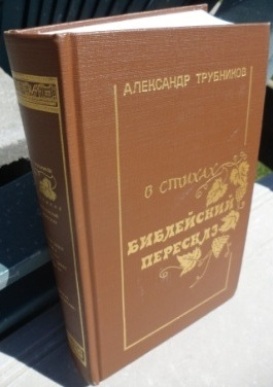 АЛЕКСАНДР ТРУБНИКОВ
В СТИХАХ
БИБЛЕЙСКИЙ
ПЕРЕСКАЗ